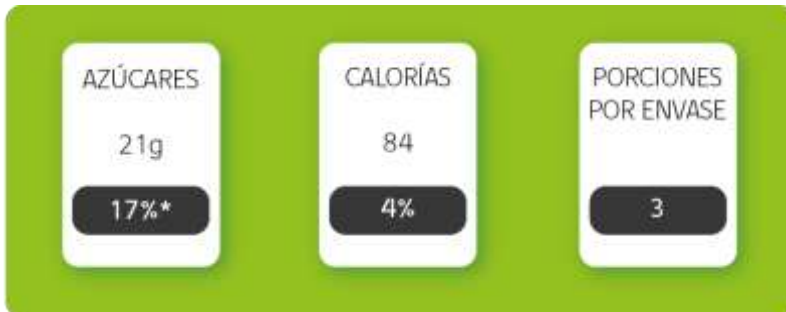 AZÚCARES
21g
17%*
CALORÍAS
84
4%
PORCIONES
POR ENVASE
3